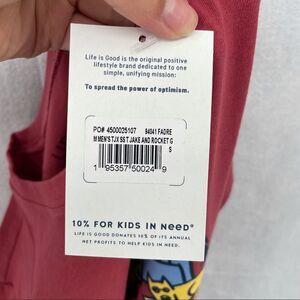 Life is Good is the original positive
lifestyle brand dedicated to one
simple, unifying mission:
To spread the power of optimism.
PO# 4500025107 94041 FADRE
M MEN'S TJX SS T JAKE AND ROCKET G
S
1 95357 50024 9
10% FOR KIDS IN NeeD®
LIFE IS GOOD DONATES 10% OF ITS ANNUAL
NET PROFITS TO HELP KIDS IN NEED.